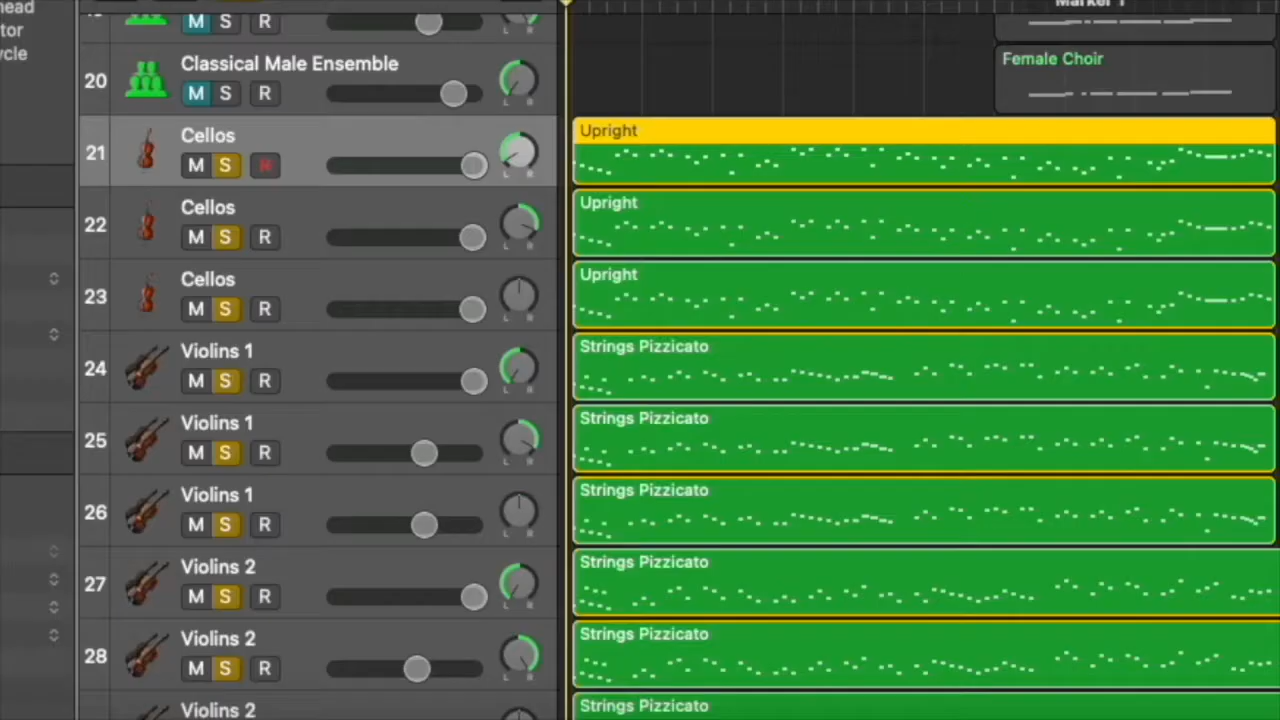 head
tor
ycle
M S R
Marker 1
20
Classical Male Ensemble
M S R
Female Choir
21
Cellos
M S R
Upright
22
Cellos
M S R
Upright
23
Cellos
M S R
Upright
24
Violins 1
M S R
Strings Pizzicato
25
Violins 1
M S R
Strings Pizzicato
26
Violins 1
M S R
Strings Pizzicato
27
Violins 2
M S R
Strings Pizzicato
28
Violins 2
M S R
Strings Pizzicato
Violins 2
Strings Pizzicato